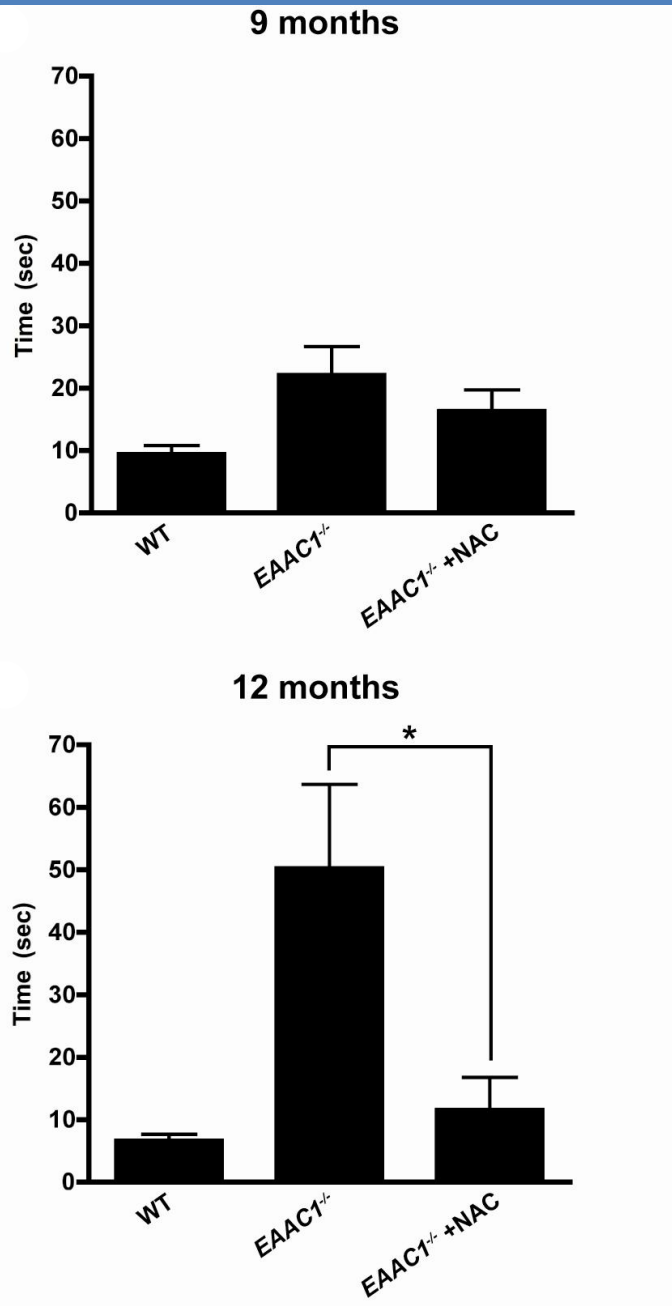 9 months
70
60
50
40
30
20
10
0
Time (sec)
WT
EAAC1-/-
EAAC1-/- +NAC
12 months
*
70
60
50
40
30
20
10
0
Time (sec)
WT
EAAC1-/-
EAAC1-/- +NAC